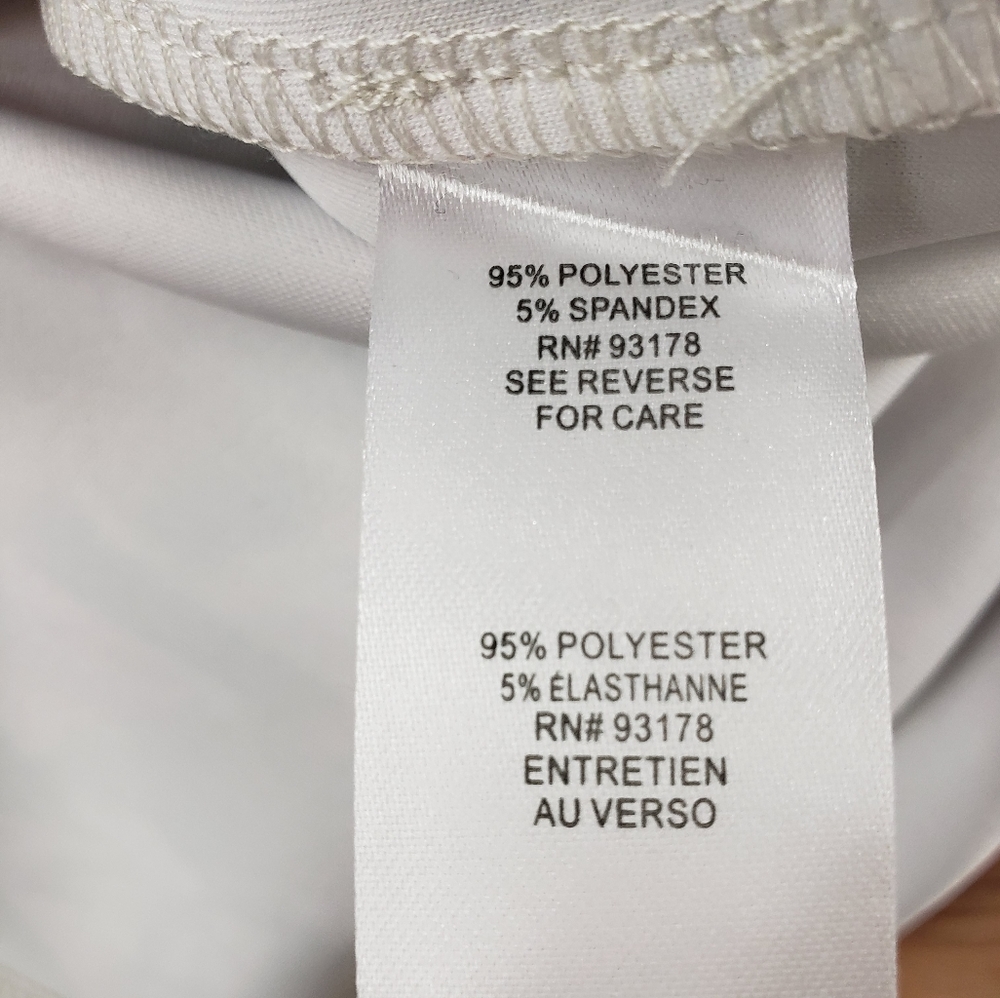 95% POLYESTER
5% SPANDEX
RN# 93178
SEE REVERSE
FOR CARE
95% POLYESTER
5% ÉLASTHANNE
RN# 93178
ENTRETIEN
AU VERSO